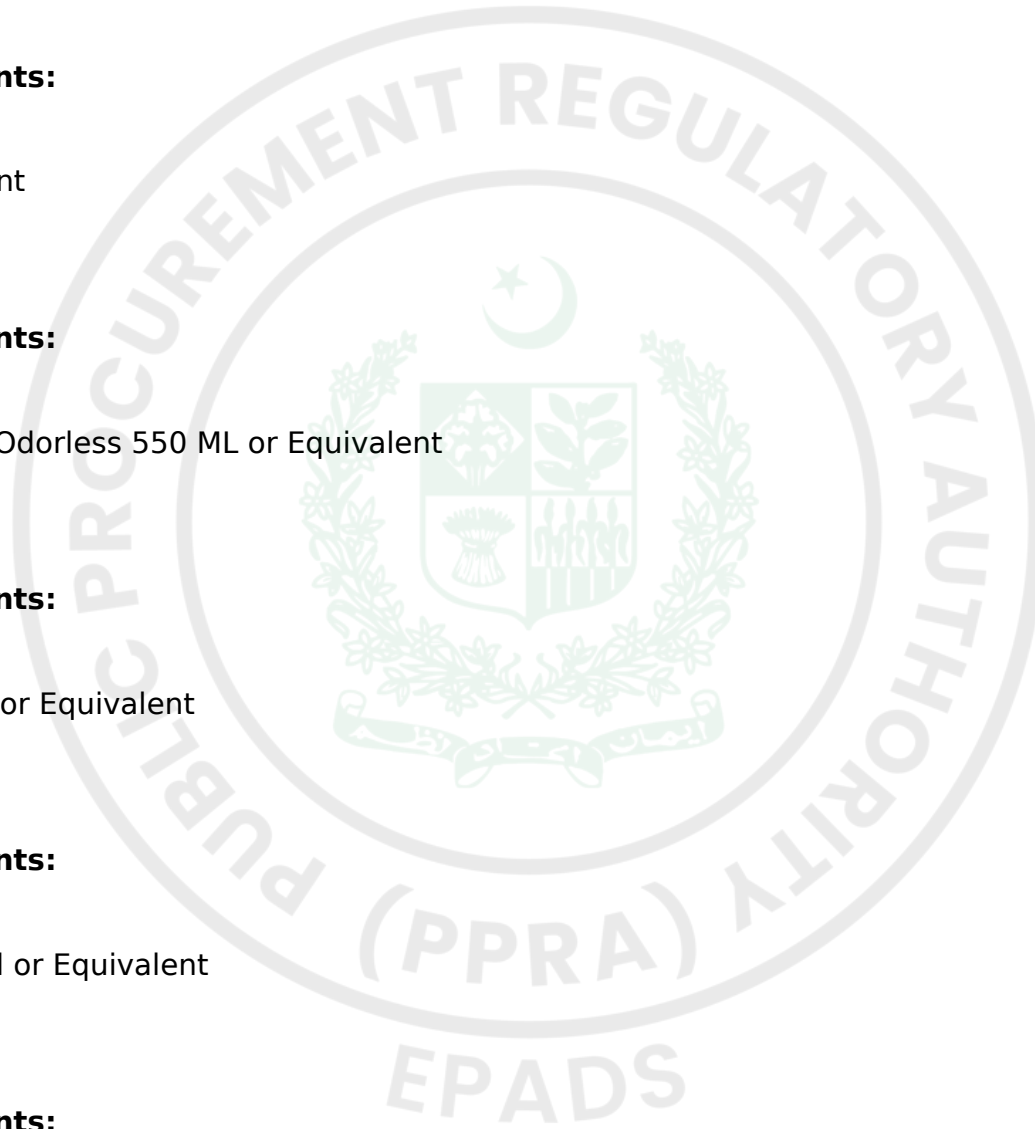 nts:
nt
nts:
Odorless 550 ML or Equivalent
nts:
or Equivalent
nts:
l or Equivalent
nts:
PUBLIC PROCUREMENT REGULATORY AUTHORITY
(PPRA)
EPADS